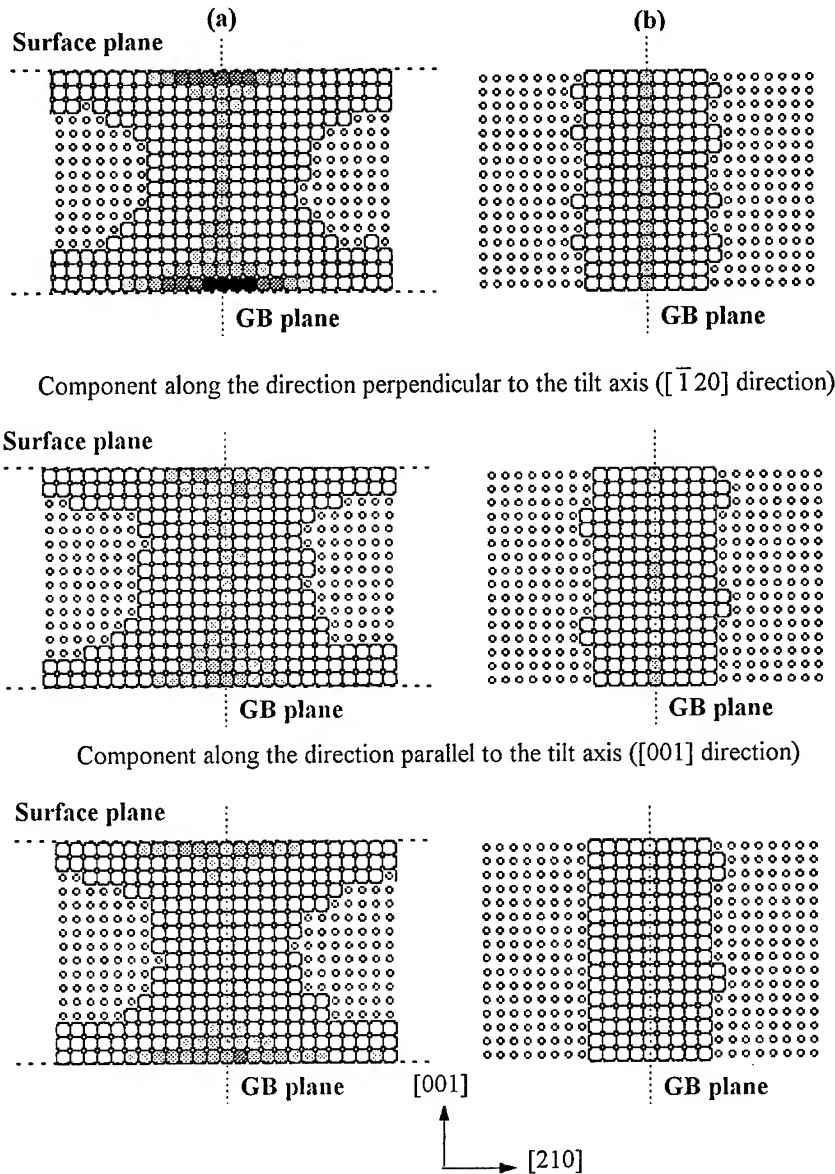 (a) (b)
Surface plane
GB plane GB plane
Component along the direction perpendicular to the tilt axis ([1̅20] direction)
Surface plane
GB plane GB plane
Component along the direction parallel to the tilt axis ([001] direction)
Surface plane
GB plane [001] GB plane
[210]